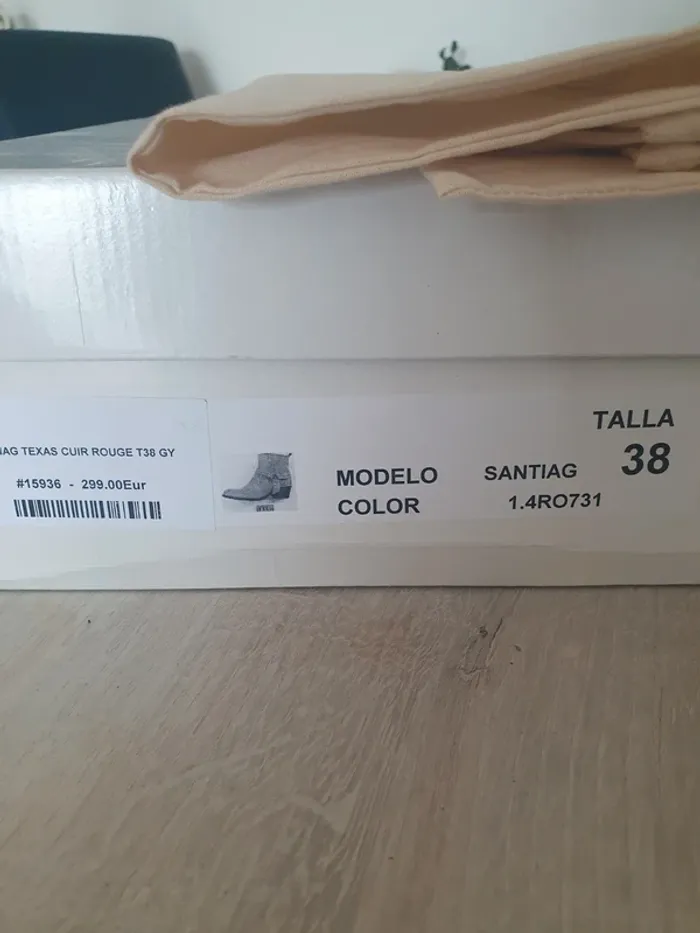 IAG TEXAS CUIR ROUGE T38 GY
#15936 - 299.00Eur
TALLA
38
MODELO SANTIAG
COLOR 1.4RO731